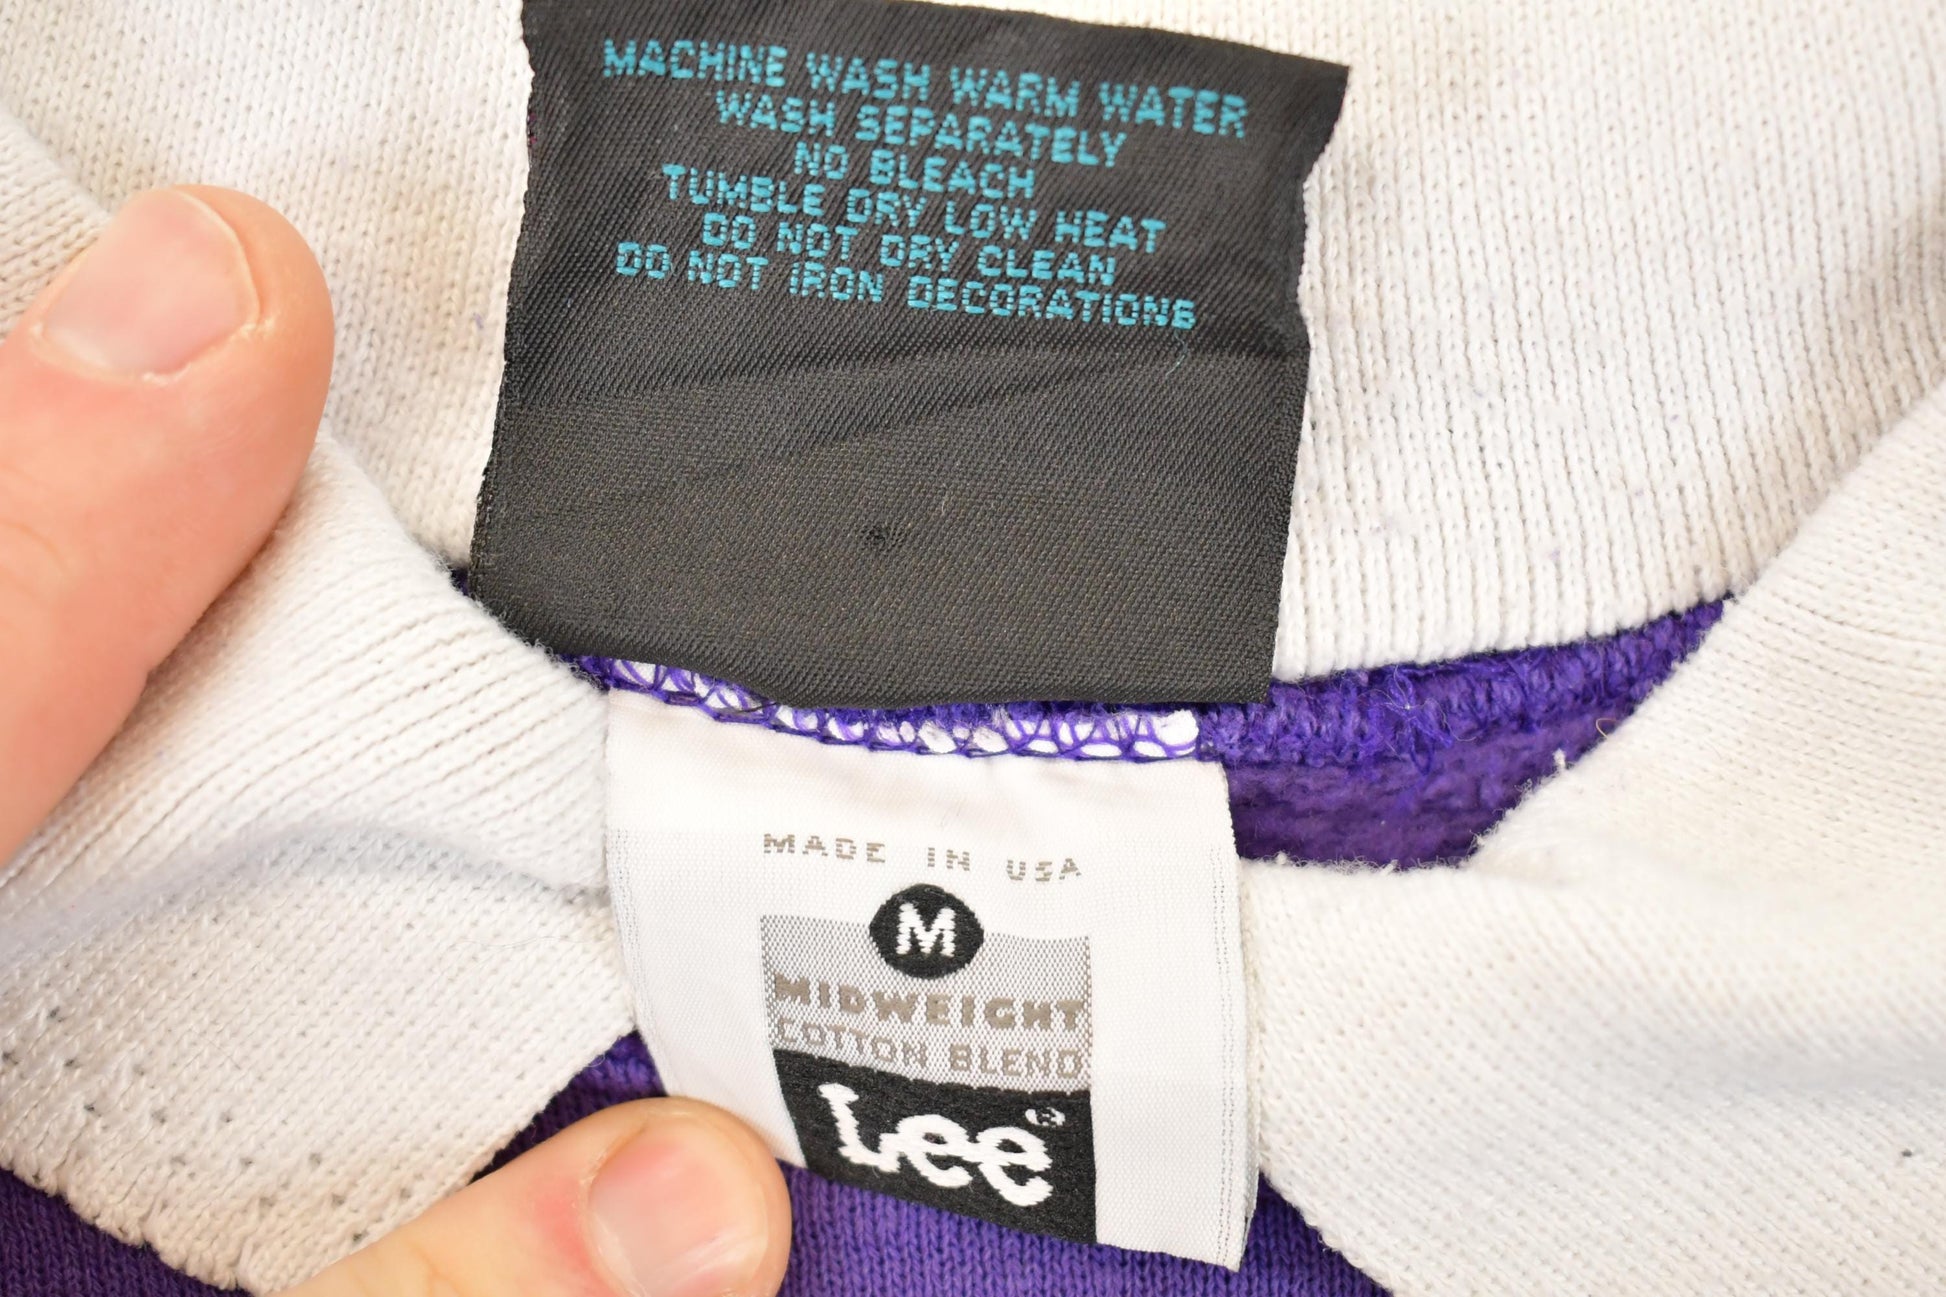 MACHINE WASH WARM WATER
WASH SEPARATELY
NO BLEACH
TUMBLE DRY LOW HEAT
DO NOT DRY CLEAN
DO NOT IRON DECORATIONS
MADE IN USA
M
MIDWEIGHT
COTTON BLEND
Lee®